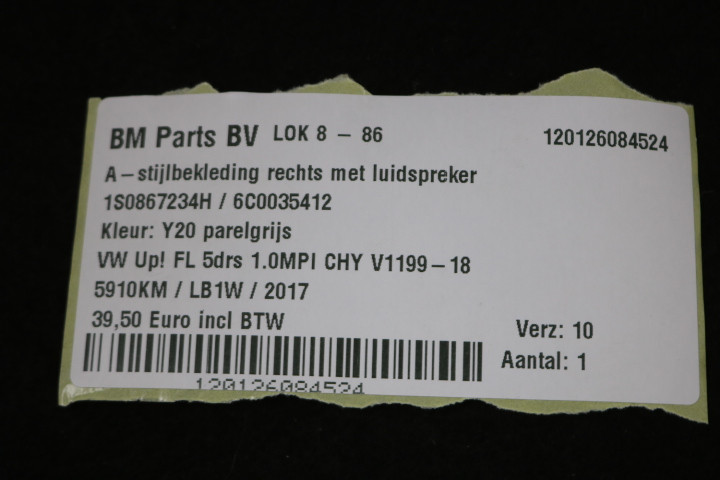 BM Parts BV LOK 8 - 86 120126084524
A-stijlbekleding rechts met luidspreker
1S0867234H / 6C0035412
Kleur: Y20 parelgrijs
VW Up! FL 5drs 1.0MPI CHY V1199-18
5910KM / LB1W / 2017
39,50 Euro incl BTW
Verz: 10
Aantal: 1
120126084524